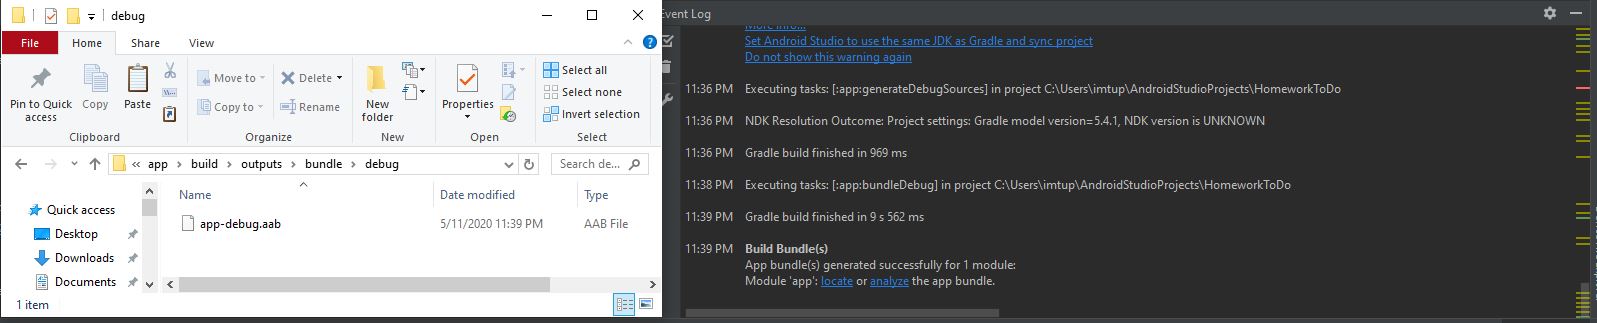 debug
File Home Share View
Pin to Quick access
Copy
Paste
Clipboard
Move to
Copy to
Delete
Rename
Organize
New folder
New
Properties
Open
Select all
Select none
Invert selection
Select
« app > build > outputs > bundle > debug
Search de...
Name Date modified Type
Quick access
Desktop
Downloads
Documents
app-debug.aab 5/11/2020 11:39 PM AAB File
1 item
Event Log
More info...
Set Android Studio to use the same JDK as Gradle and sync project
Do not show this warning again
11:36 PM Executing tasks: [:app:generateDebugSources] in project C:\Users\imtup\AndroidStudioProjects\HomeworkToDo
11:36 PM NDK Resolution Outcome: Project settings: Gradle model version=5.4.1, NDK version is UNKNOWN
11:36 PM Gradle build finished in 969 ms
11:38 PM Executing tasks: [:app:bundleDebug] in project C:\Users\imtup\AndroidStudioProjects\HomeworkToDo
11:39 PM Gradle build finished in 9 s 562 ms
11:39 PM Build Bundle(s)
App bundle(s) generated successfully for 1 module:
Module 'app': locate or analyze the app bundle.